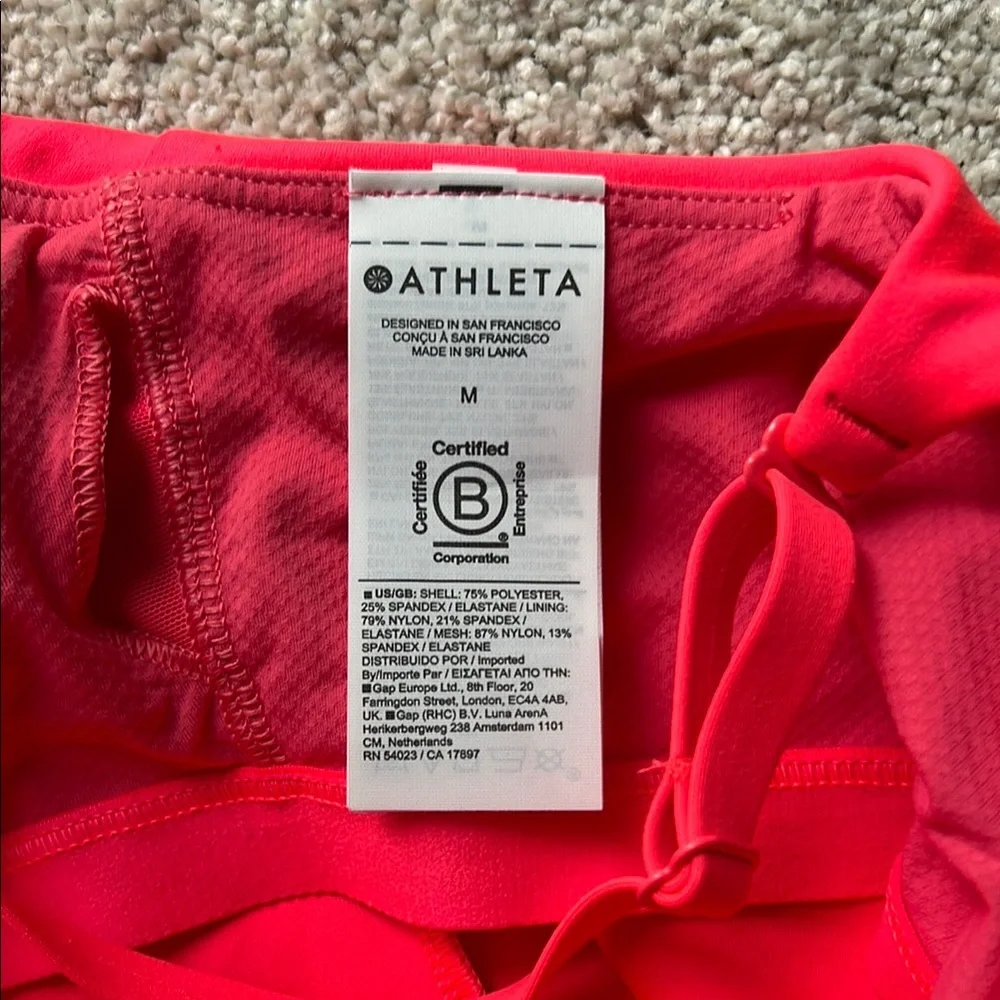 ATHLETA
DESIGNED IN SAN FRANCISCO
CONÇU À SAN FRANCISCO
MADE IN SRI LANKA
M
Certified
Certifiée
B
Entreprise
®
Corporation
US/GB: SHELL: 75% POLYESTER,
25% SPANDEX / ELASTANE / LINING:
79% NYLON, 21% SPANDEX /
ELASTANE / MESH: 87% NYLON, 13%
SPANDEX / ELASTANE
DISTRIBUIDO POR / Imported
By/Importe Par / ΕΙΣΑΓΕΤΑΙ ΑΠΟ ΤΗΝ:
Gap Europe Ltd., 8th Floor, 20
Farringdon Street, London, EC4A 4AB,
UK. Gap (RHC) B.V. Luna ArenA
Herikerbergweg 238 Amsterdam 1101
CM, Netherlands
RN 54023 / CA 17897